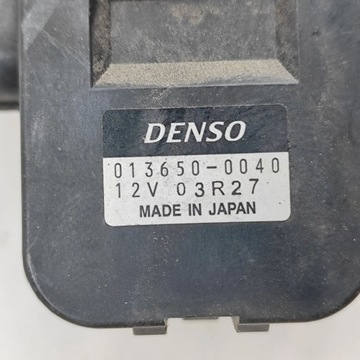 DENSO
013650-0040
12V 03R27
MADE IN JAPAN